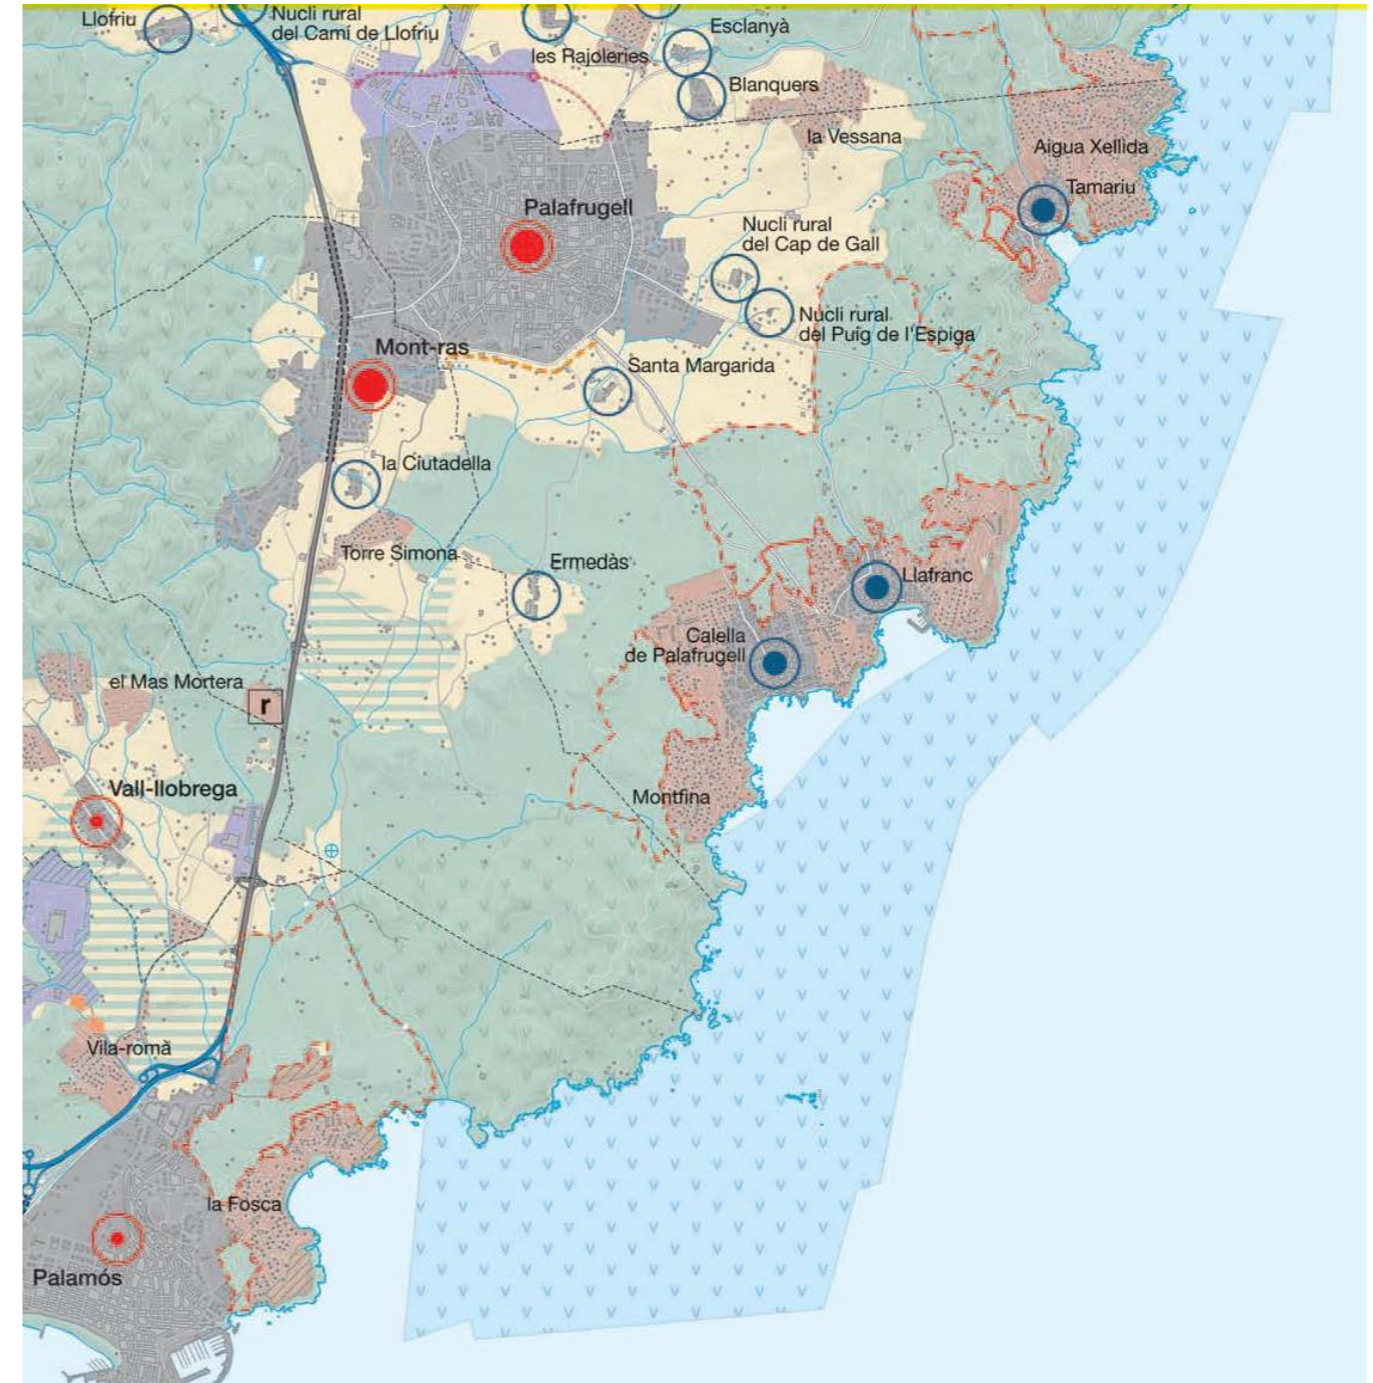 Llofriu
Nucli rural
del Camí de Llofriu
les Rajoleries
Esclanyà
Blanquers
la Vessana
Aigua Xellida
Tamariu
Palafrugell
Nucli rural
del Cap de Gall
Nucli rural
del Puig de l'Espiga
Mont-ras
Santa Margarida
la Ciutadella
Torre Simona
Ermedàs
Llafranc
Calella
de Palafrugell
el Mas Mortera
r
Vall-llobrega
Montfina
Vila-romà
la Fosca
Palamós